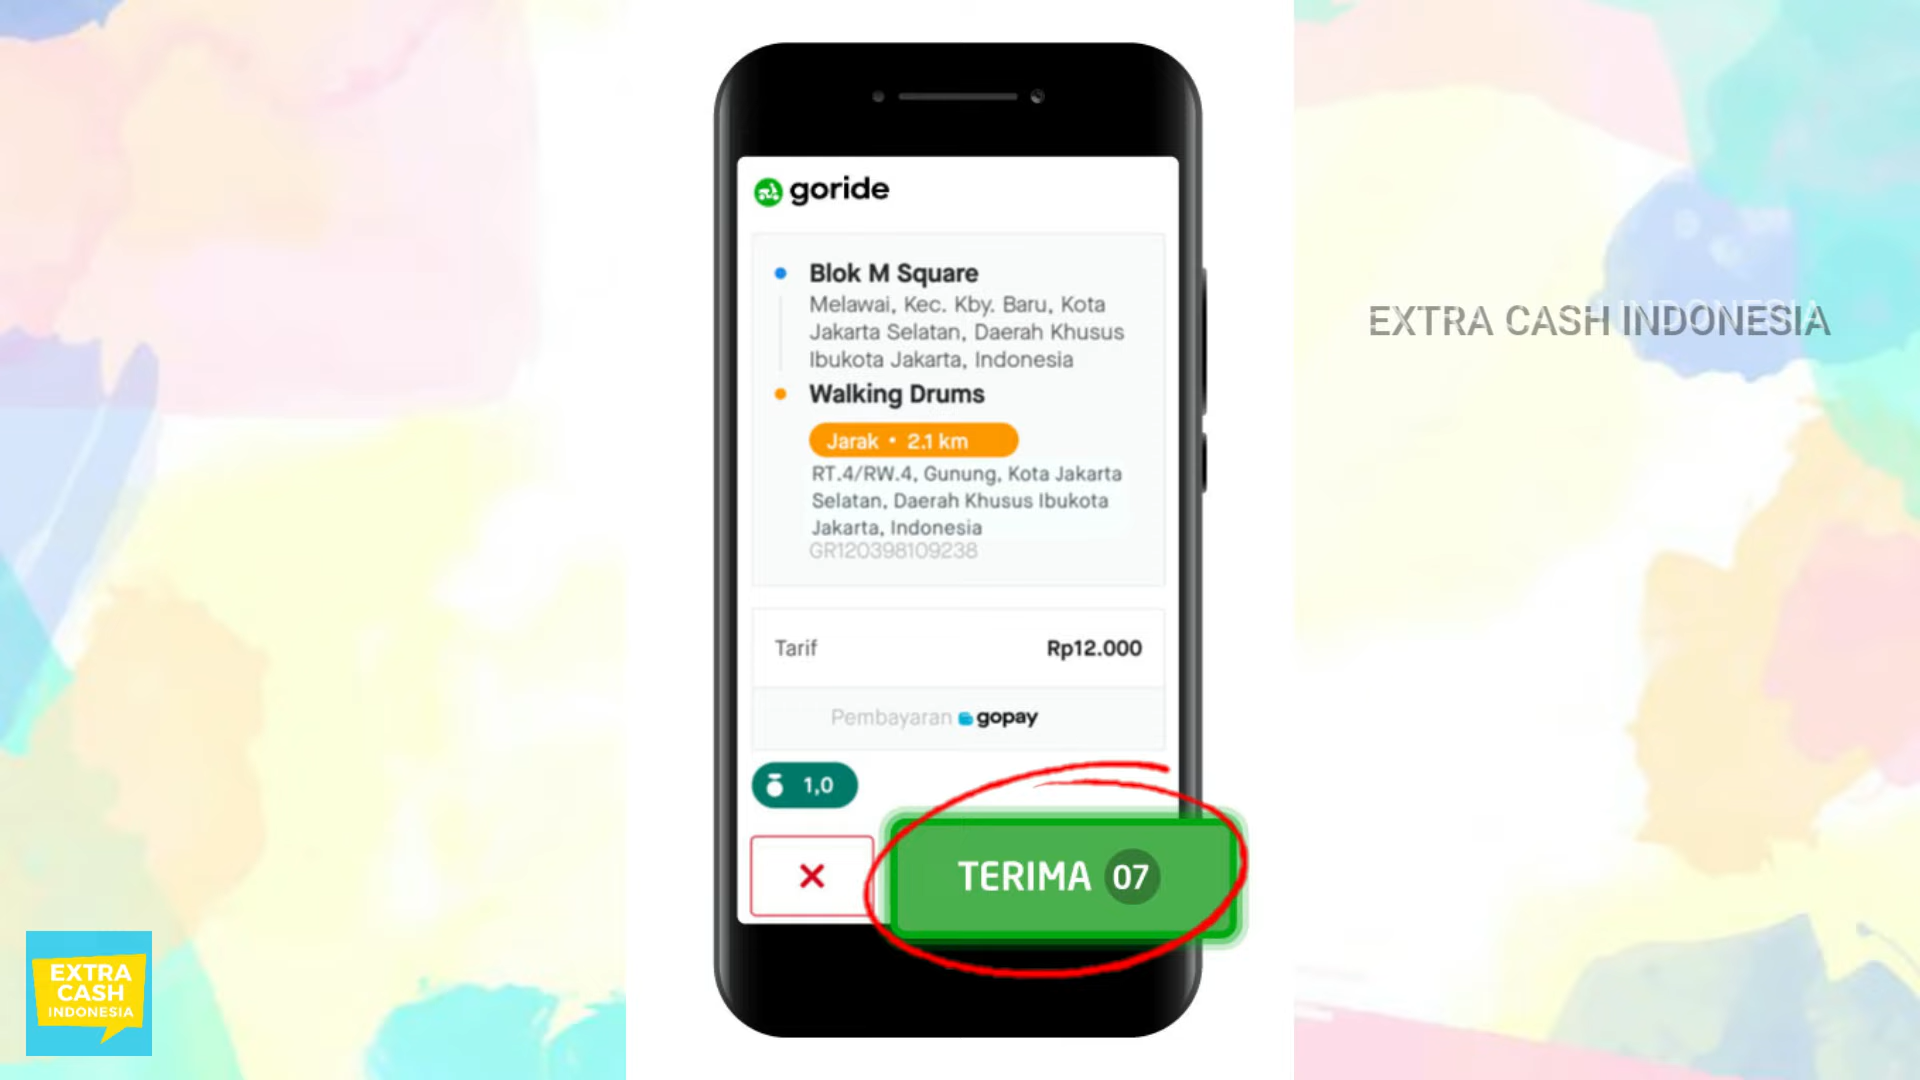 goride
Blok M Square
Melawai, Kec. Kby. Baru, Kota
Jakarta Selatan, Daerah Khusus
Ibukota Jakarta, Indonesia
Walking Drums
Jarak • 2.1 km
RT.4/RW.4, Gunung, Kota Jakarta
Selatan, Daerah Khusus Ibukota
Jakarta, Indonesia
GR120398109238
Tarif Rp12.000
Pembayaran gopay
1,0
TERIMA 07
EXTRA CASH INDONESIA
EXTRA
CASH
INDONESIA